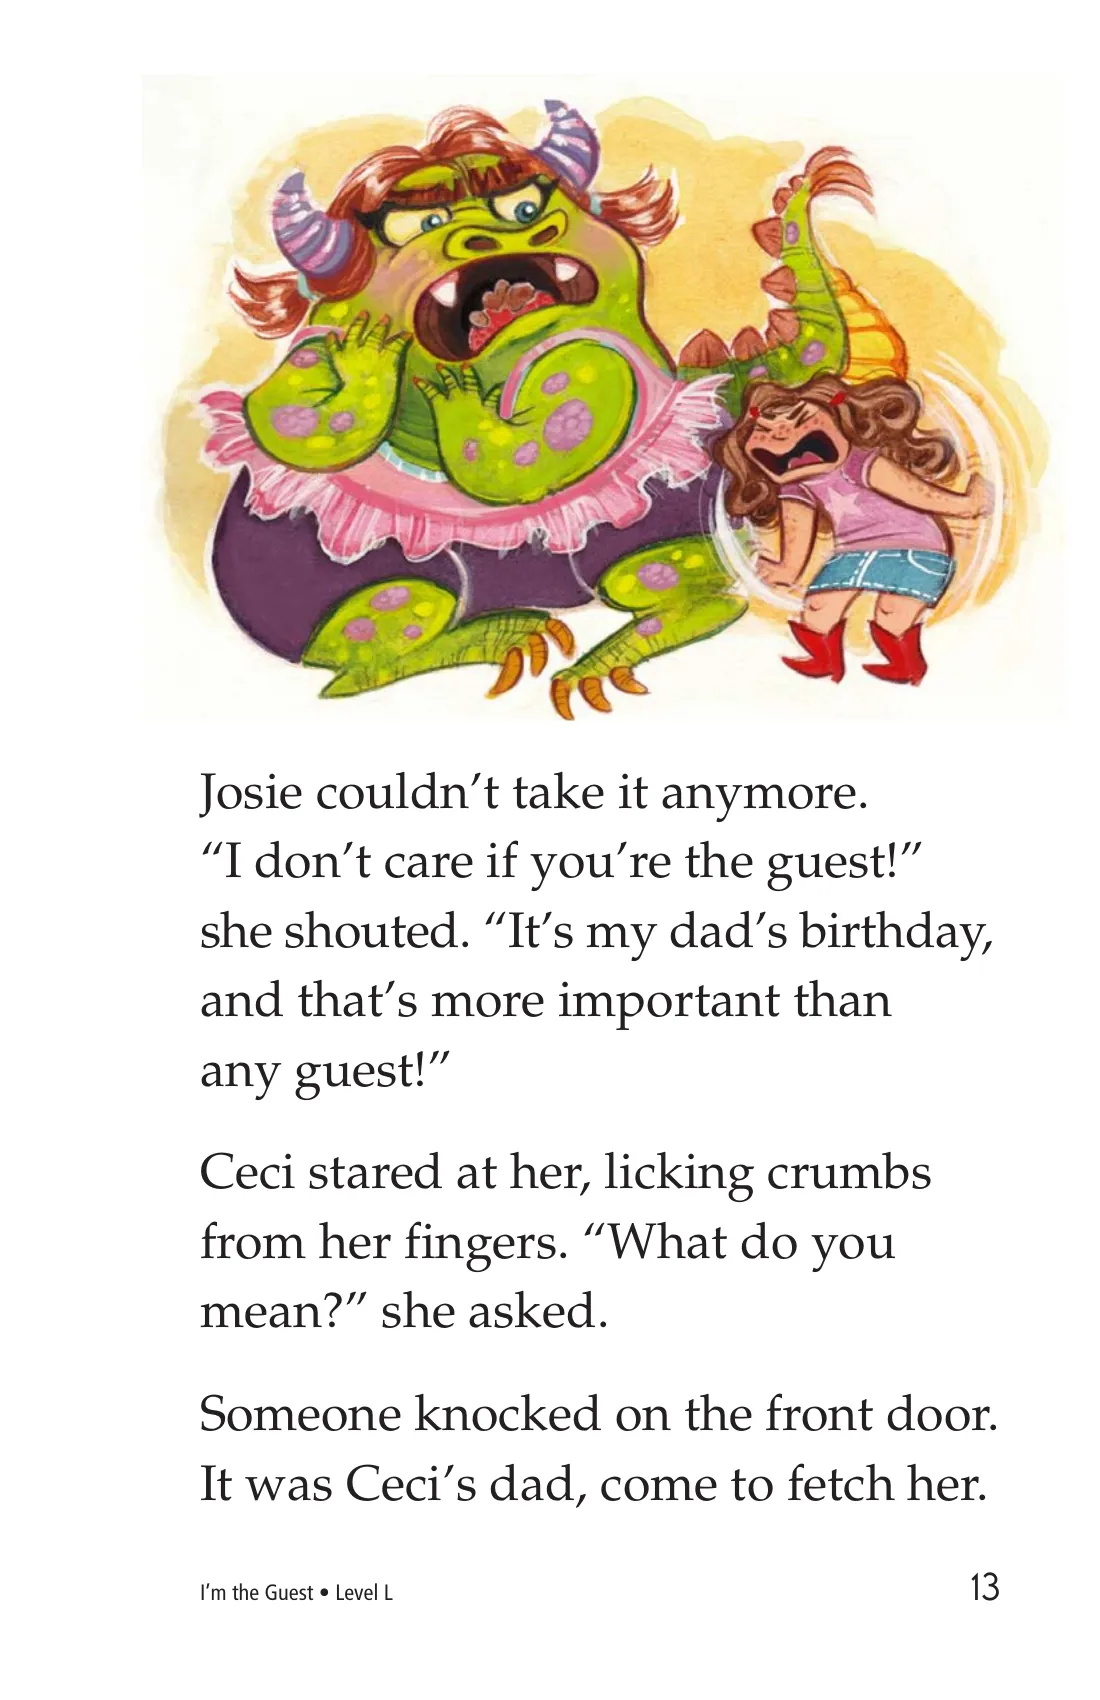 Josie couldn’t take it anymore.
“I don’t care if you’re the guest!”
she shouted. “It’s my dad’s birthday,
and that’s more important than
any guest!”
Ceci stared at her, licking crumbs
from her fingers. “What do you
mean?” she asked.
Someone knocked on the front door.
It was Ceci’s dad, come to fetch her.
I’m the Guest • Level L
13